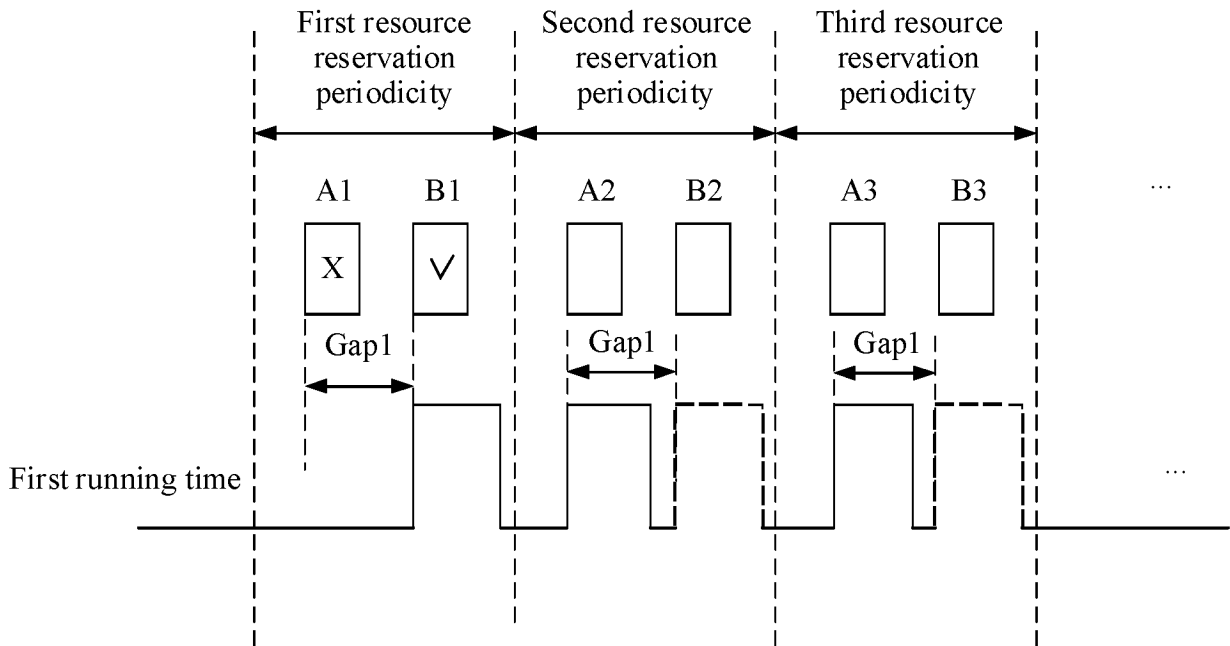 First resource
reservation
periodicity
Second resource
reservation
periodicity
Third resource
reservation
periodicity
A1
B1
A2
B2
A3
B3
...
X
Gap1
Gap1
Gap1
First running time
...